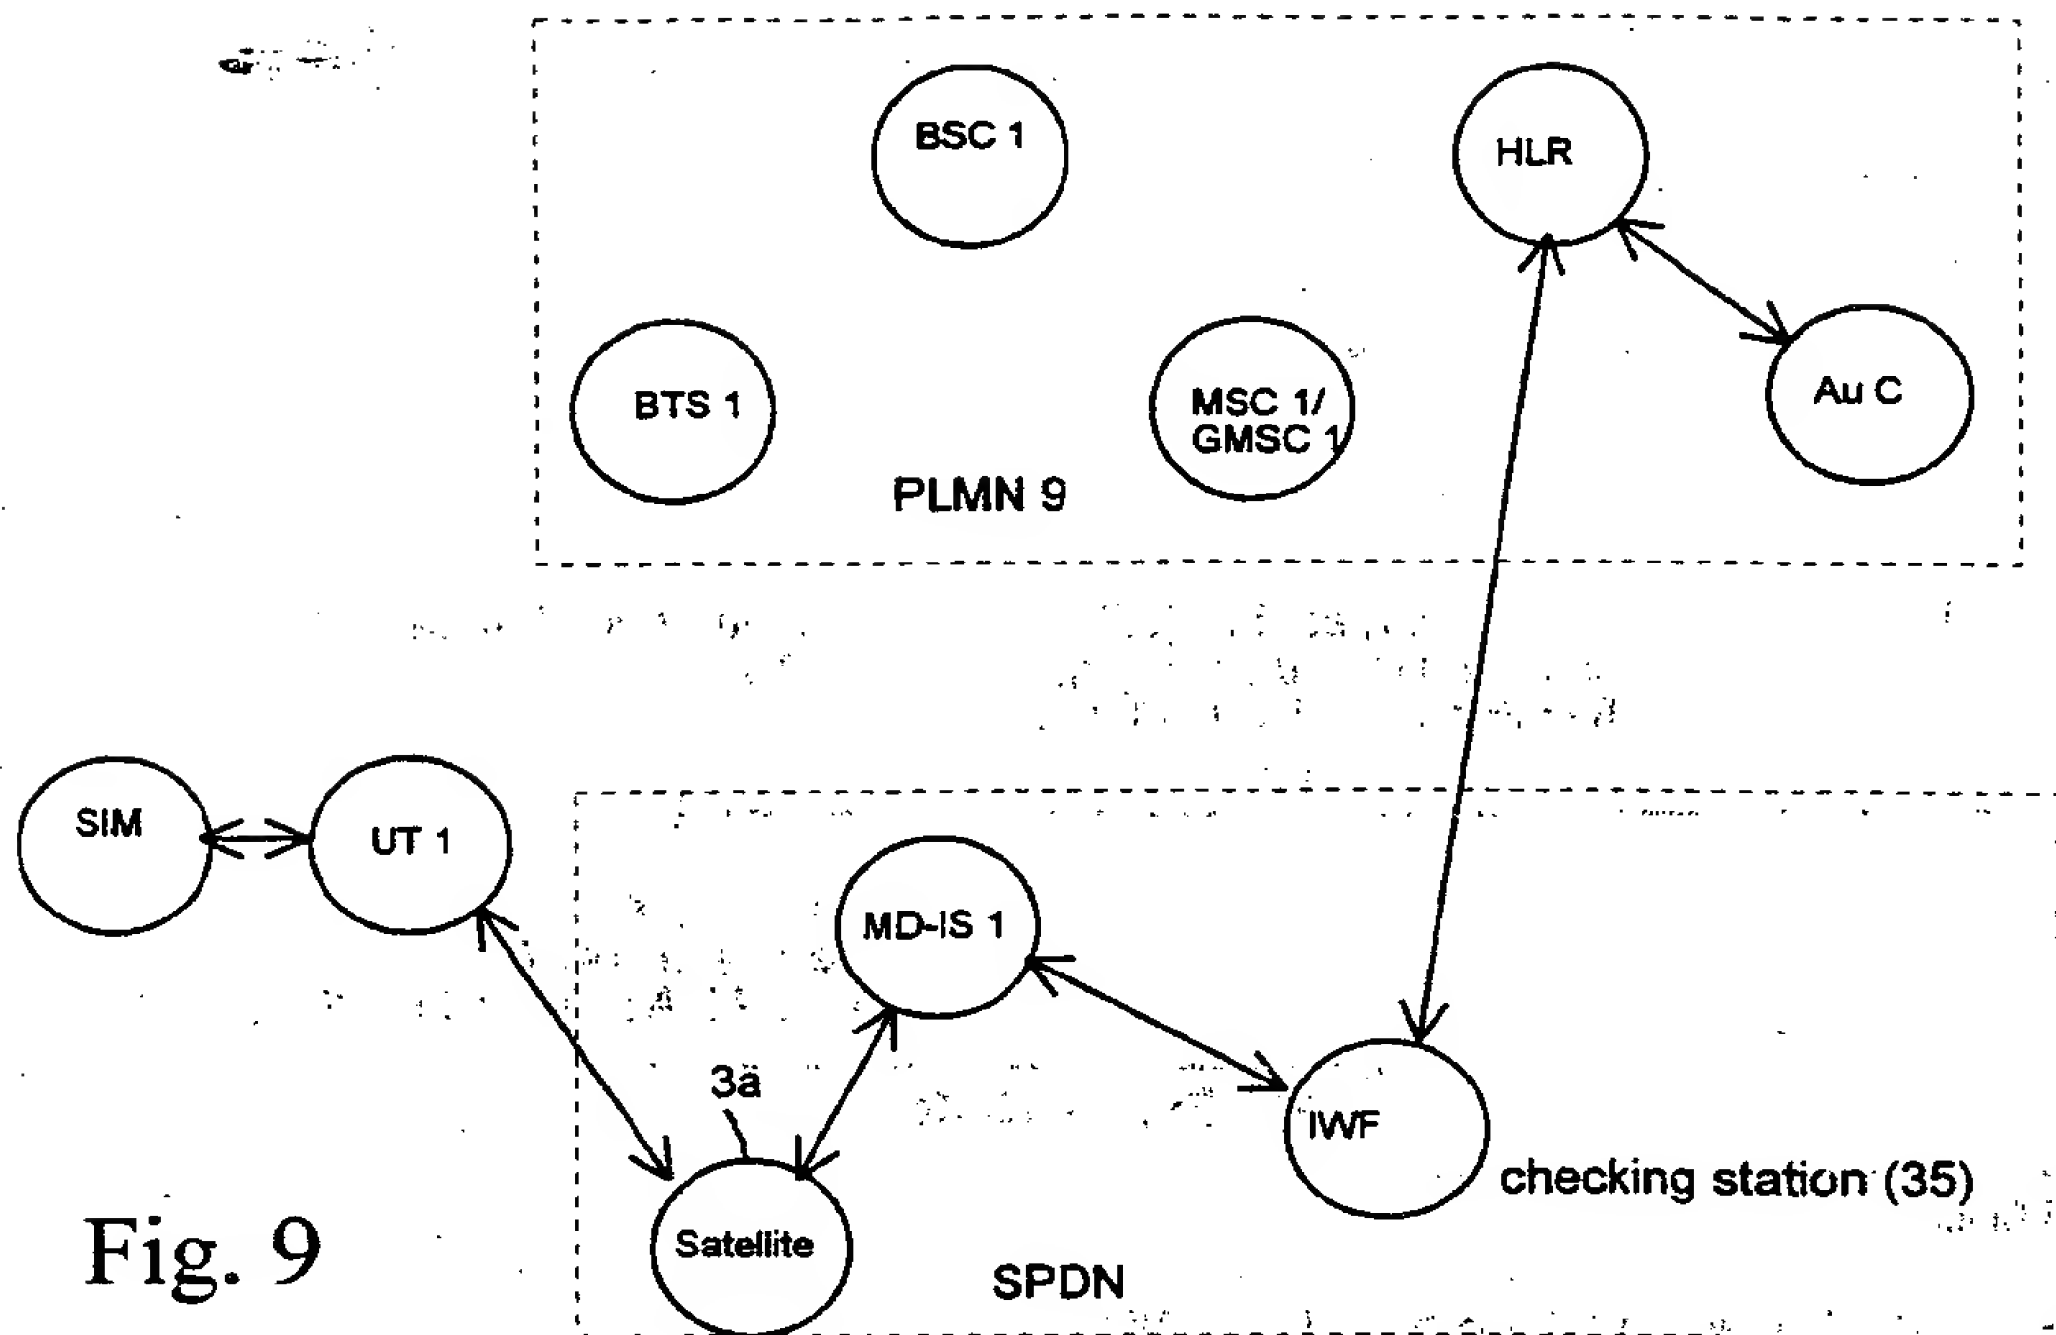 BSC 1
HLR
BTS 1
MSC 1/
GMSC 1
Au C
PLMN 9
SIM
UT 1
MD-IS 1
3a
IWF
checking station (35)
Satellite
SPDN
Fig. 9